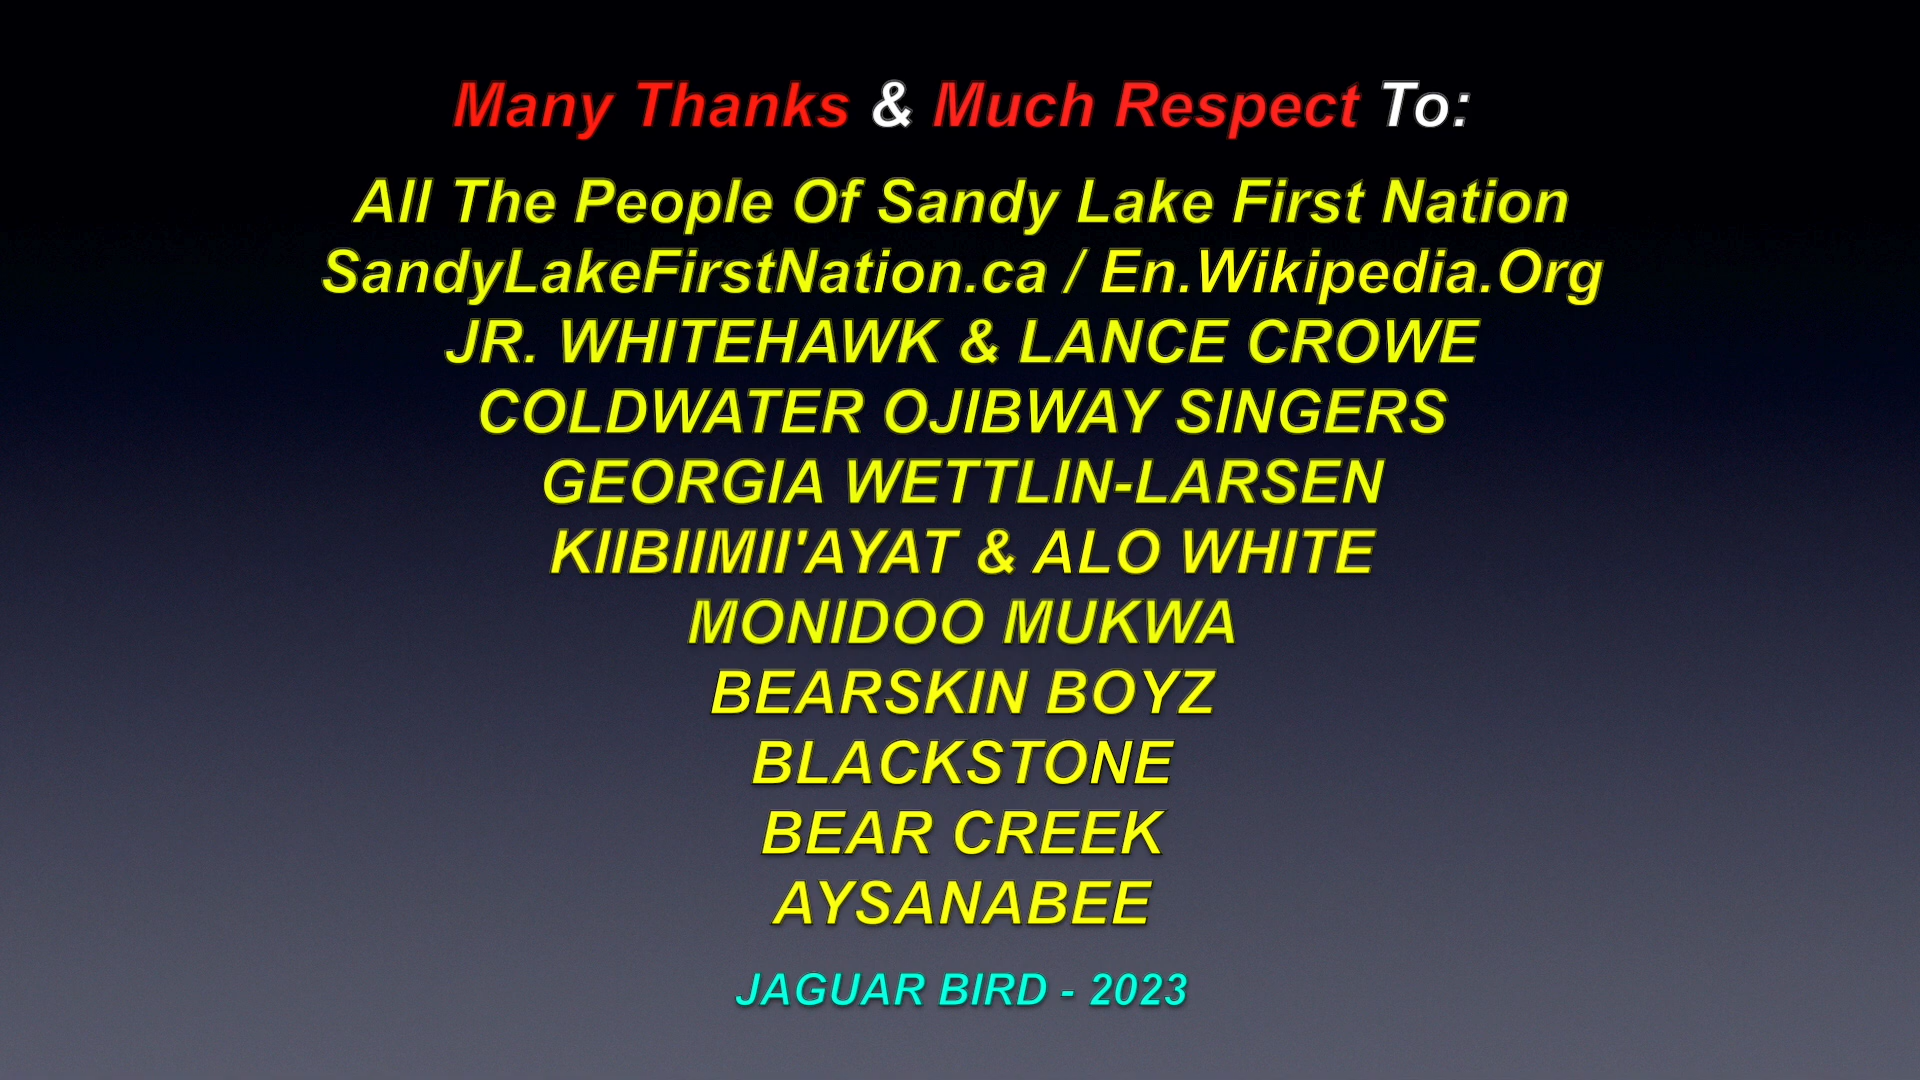 Many Thanks & Much Respect To:
All The People Of Sandy Lake First Nation
SandyLakeFirstNation.ca / En.Wikipedia.Org
JR. WHITEHAWK & LANCE CROWE
COLDWATER OJIBWAY SINGERS
GEORGIA WETTLIN-LARSEN
KIIBIIMII'AYAT & ALO WHITE
MONIDOO MUKWA
BEARSKIN BOYZ
BLACKSTONE
BEAR CREEK
AYSANABEE
JAGUAR BIRD - 2023